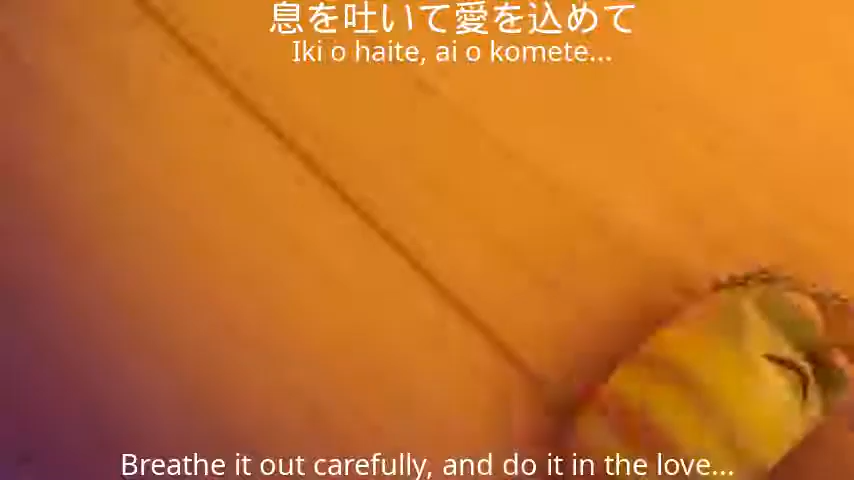 息を吐いて愛を込めて
Iki o haite, ai o komete...
Breathe it out carefully, and do it in the love...